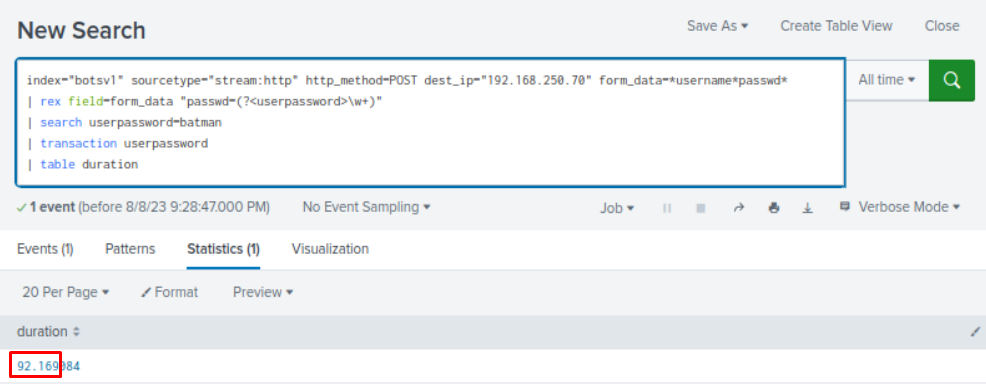 New Search
Save As Create Table View Close
index="botsv1" sourcetype="stream:http" http_method=POST dest_ip="192.168.250.70" form_data=*username*passwd*
| rex field=form_data "passwd=(?<userpassword>\w+)"
| search userpassword=batman
| transaction userpassword
| table duration
All time
1 event (before 8/8/23 9:28:47.000 PM) No Event Sampling Job Verbose Mode
Events (1) Patterns Statistics (1) Visualization
20 Per Page Format Preview
duration
92.169084